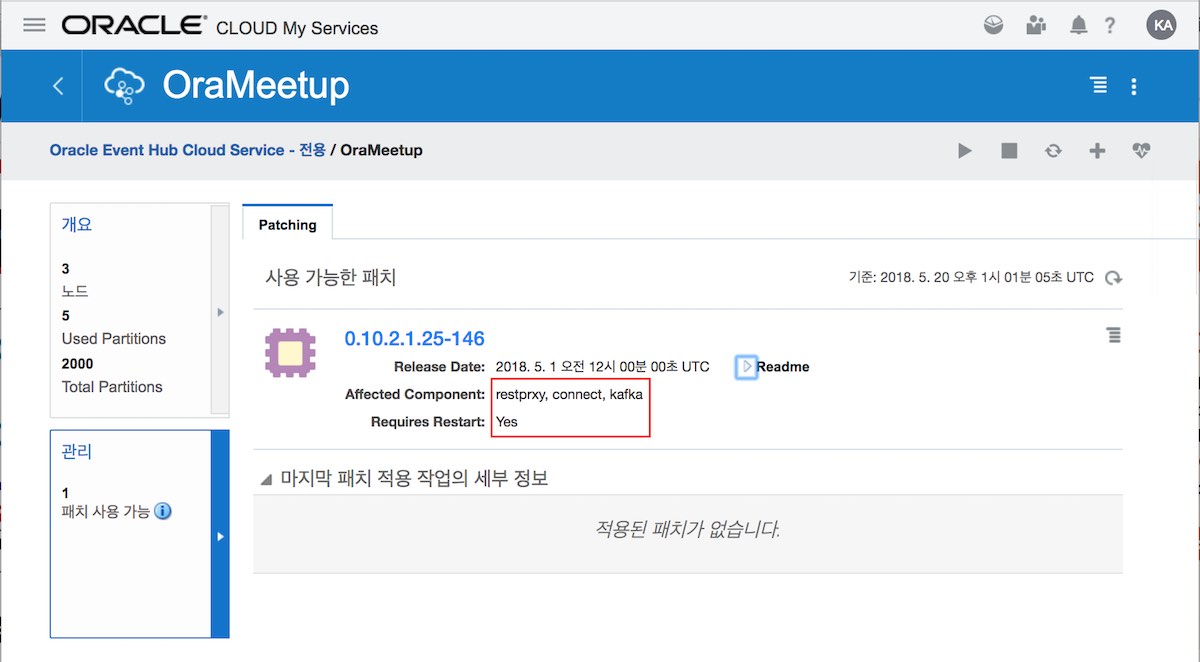 ORACLE® CLOUD My Services
?
KA
OraMeetup
Oracle Event Hub Cloud Service - 전용 / OraMeetup
개요
3
노드
5
Used Partitions
2000
Total Partitions
관리
1
패치 사용 가능
Patching
사용 가능한 패치
기준: 2018. 5. 20 오후 1시 01분 05초 UTC
0.10.2.1.25-146
Release Date: 2018. 5. 1 오전 12시 00분 00초 UTC
Readme
Affected Component: restprxy, connect, kafka
Requires Restart: Yes
마지막 패치 적용 작업의 세부 정보
적용된 패치가 없습니다.